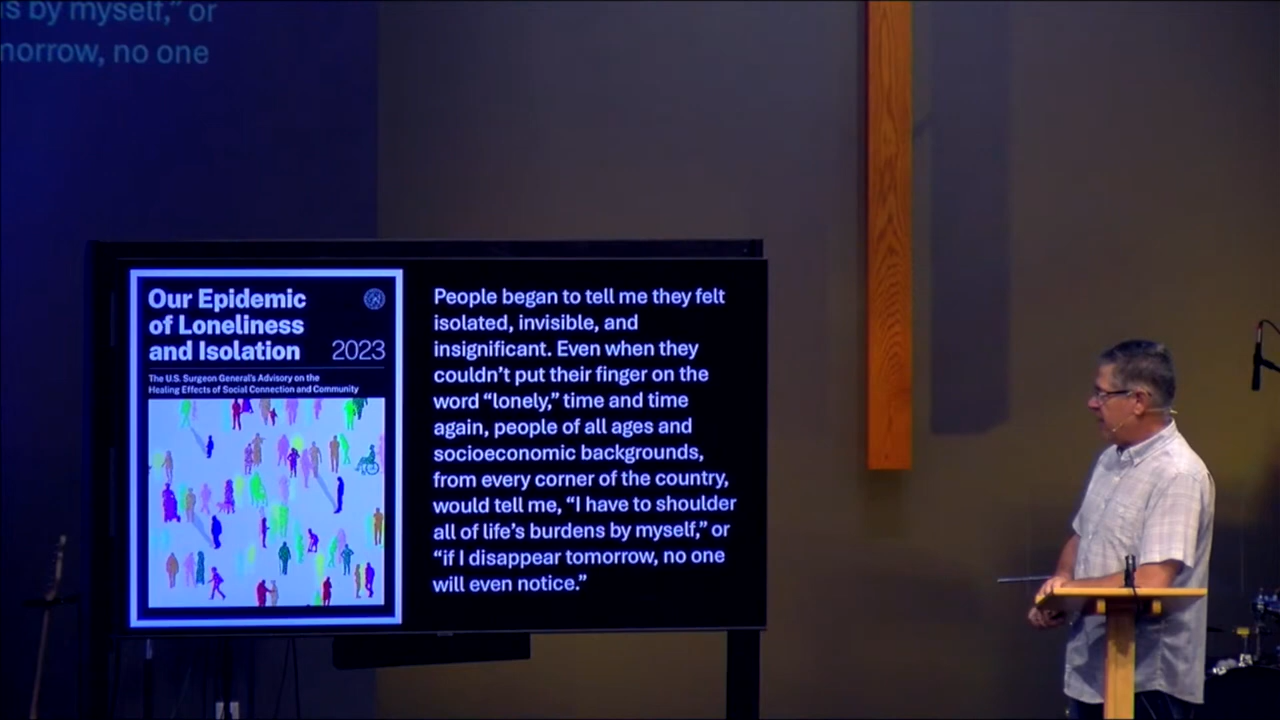 s by myself,” or
morrow, no one
Our Epidemic
of Loneliness
and Isolation 2023
The U.S. Surgeon General’s Advisory on the
Healing Effects of Social Connection and Community
People began to tell me they felt
isolated, invisible, and
insignificant. Even when they
couldn’t put their finger on the
word “lonely,” time and time
again, people of all ages and
socioeconomic backgrounds,
from every corner of the country,
would tell me, “I have to shoulder
all of life’s burdens by myself,” or
“if I disappear tomorrow, no one
will even notice.”